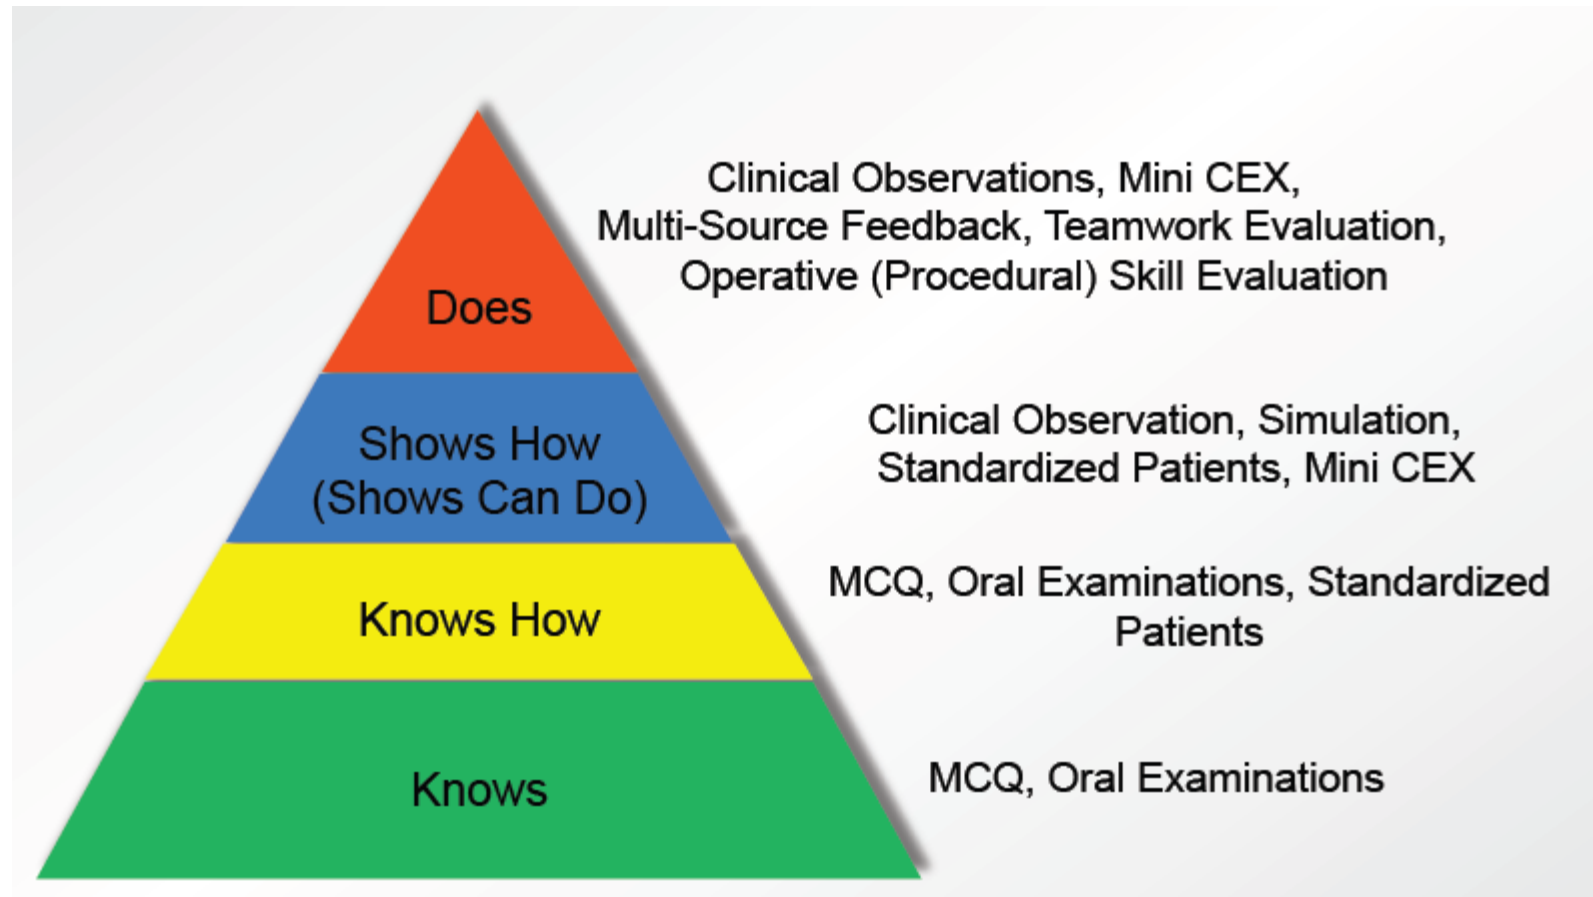 Clinical Observations, Mini CEX,
Multi-Source Feedback, Teamwork Evaluation,
Operative (Procedural) Skill Evaluation
Does
Clinical Observation, Simulation,
Standardized Patients, Mini CEX
Shows How
(Shows Can Do)
MCQ, Oral Examinations, Standardized
Patients
Knows How
MCQ, Oral Examinations
Knows